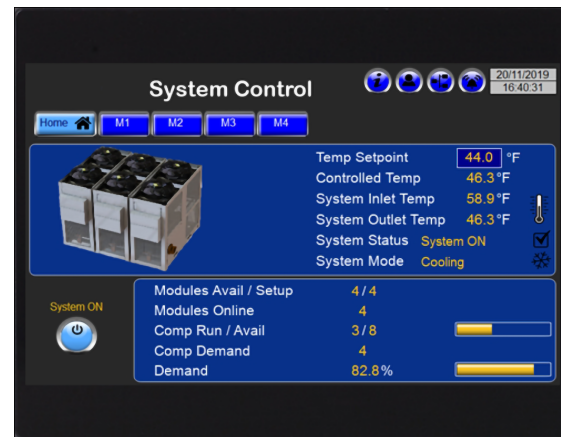 System Control
20/11/2019
16:40:31
Home M1 M2 M3 M4
Temp Setpoint 44.0 °F
Controlled Temp 46.3°F
System Inlet Temp 58.9°F
System Outlet Temp 46.3°F
System Status System ON
System Mode Cooling
System ON
Modules Avail / Setup 4/4
Modules Online 4
Comp Run / Avail 3/8
Comp Demand 4
Demand 82.8%